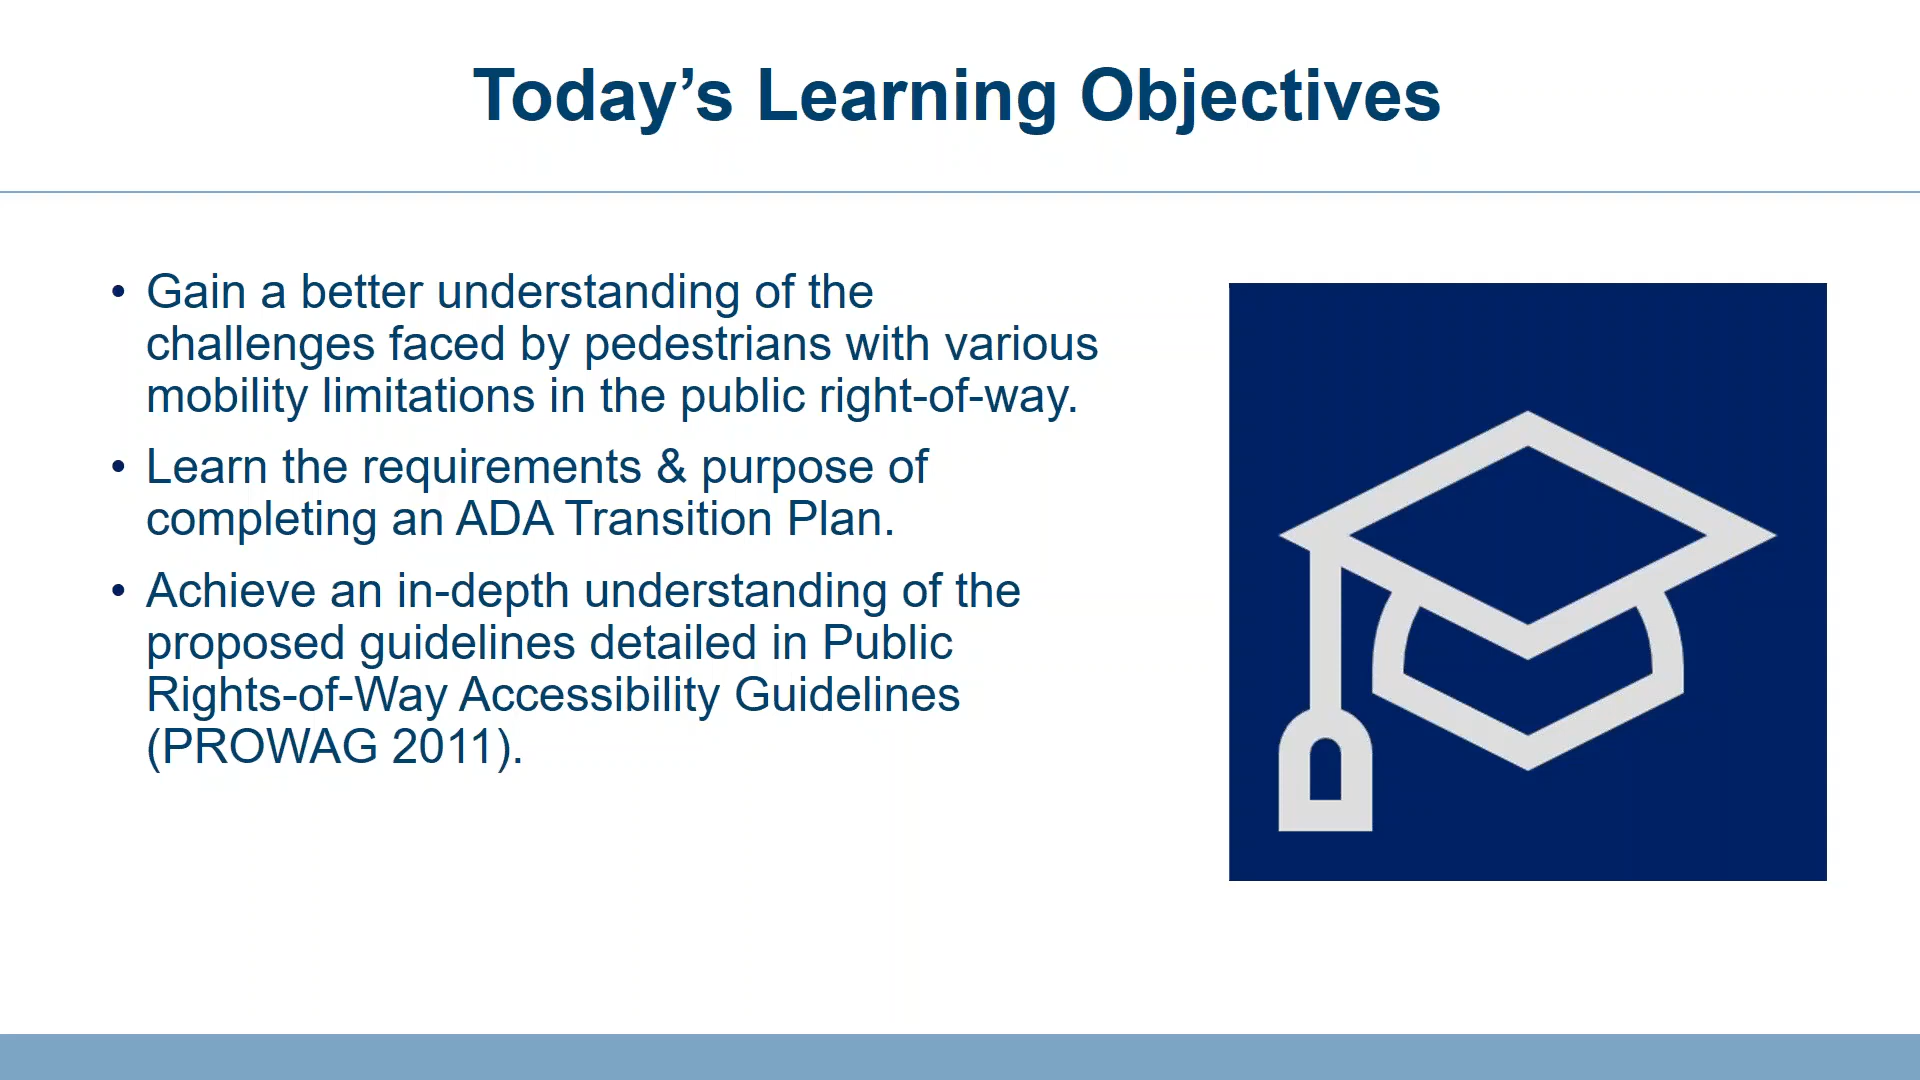 Today’s Learning Objectives
• Gain a better understanding of the
challenges faced by pedestrians with various
mobility limitations in the public right-of-way.
• Learn the requirements & purpose of
completing an ADA Transition Plan.
• Achieve an in-depth understanding of the
proposed guidelines detailed in Public
Rights-of-Way Accessibility Guidelines
(PROWAG 2011).